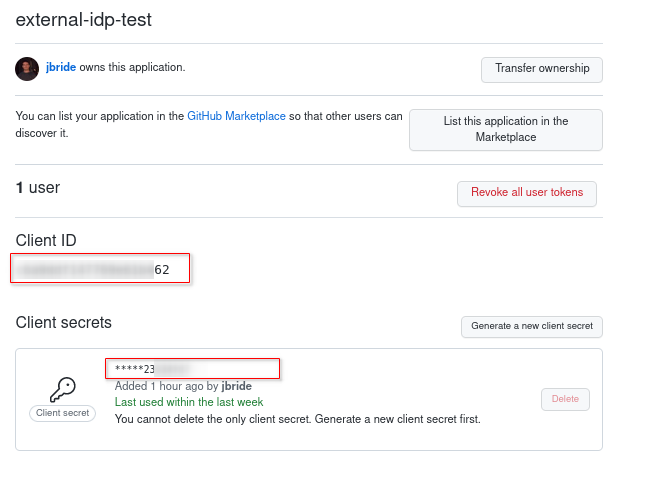 external-idp-test
jbride owns this application.
Transfer ownership
You can list your application in the GitHub Marketplace so that other users can
discover it.
List this application in the
Marketplace
1 user
Revoke all user tokens
Client ID
62
Client secrets
Generate a new client secret
*****23
Added 1 hour ago by jbride
Last used within the last week
You cannot delete the only client secret. Generate a new client secret first.
Client secret
Delete